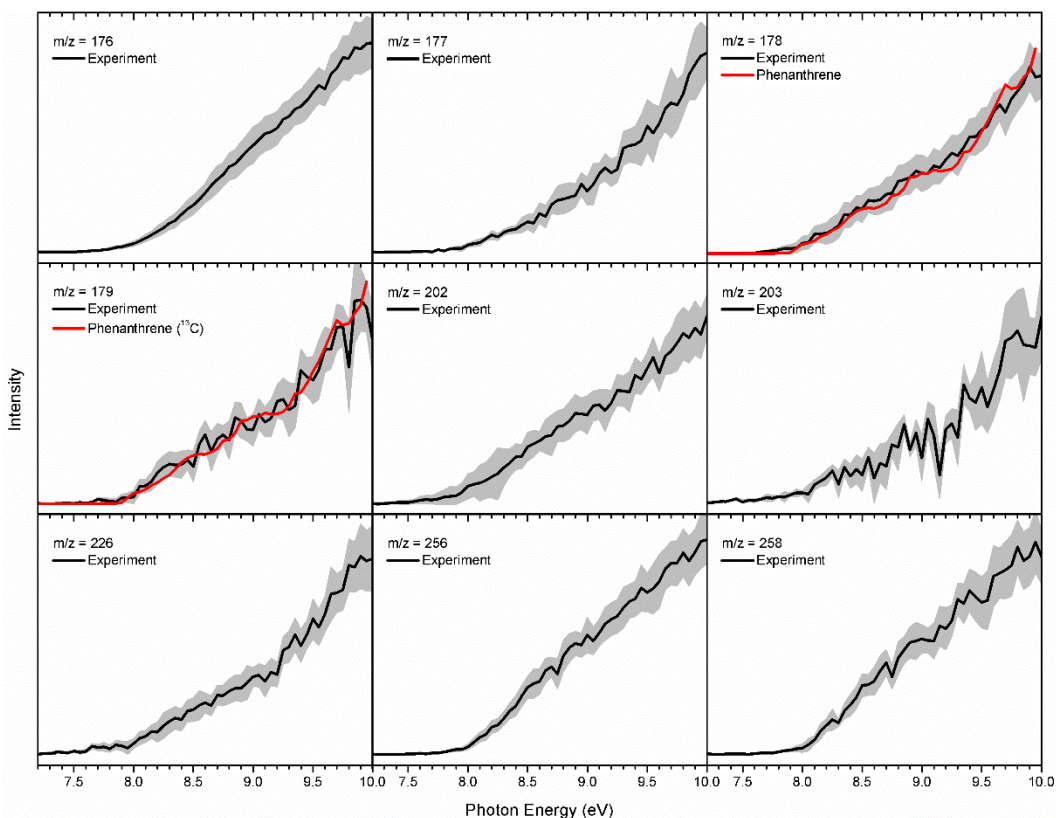 m/z = 176
Experiment
m/z = 177
Experiment
m/z = 178
Experiment
Phenanthrene
m/z = 179
Experiment
Phenanthrene (¹³C)
m/z = 202
Experiment
m/z = 203
Experiment
Intensity
m/z = 226
Experiment
m/z = 256
Experiment
m/z = 258
Experiment
7.5 8.0 8.5 9.0 9.5 10.0 7.5 8.0 8.5 9.0 9.5 10.0 7.5 8.0 8.5 9.0 9.5 10.0
Photon Energy (eV)